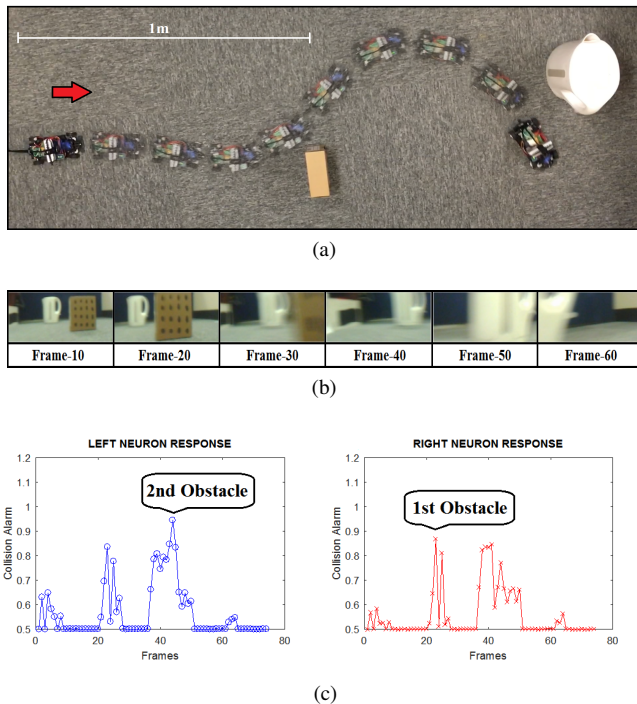 1m
(a)
Frame-10 Frame-20 Frame-30 Frame-40 Frame-50 Frame-60
(b)
LEFT NEURON RESPONSE
1.2
1.1
1
0.9
0.8
0.7
0.6
0.5
0 20 40 60 80
Collision Alarm
Frames
2nd Obstacle
RIGHT NEURON RESPONSE
1.2
1.1
1
0.9
0.8
0.7
0.6
0.5
0 20 40 60 80
Collision Alarm
Frames
1st Obstacle
(c)